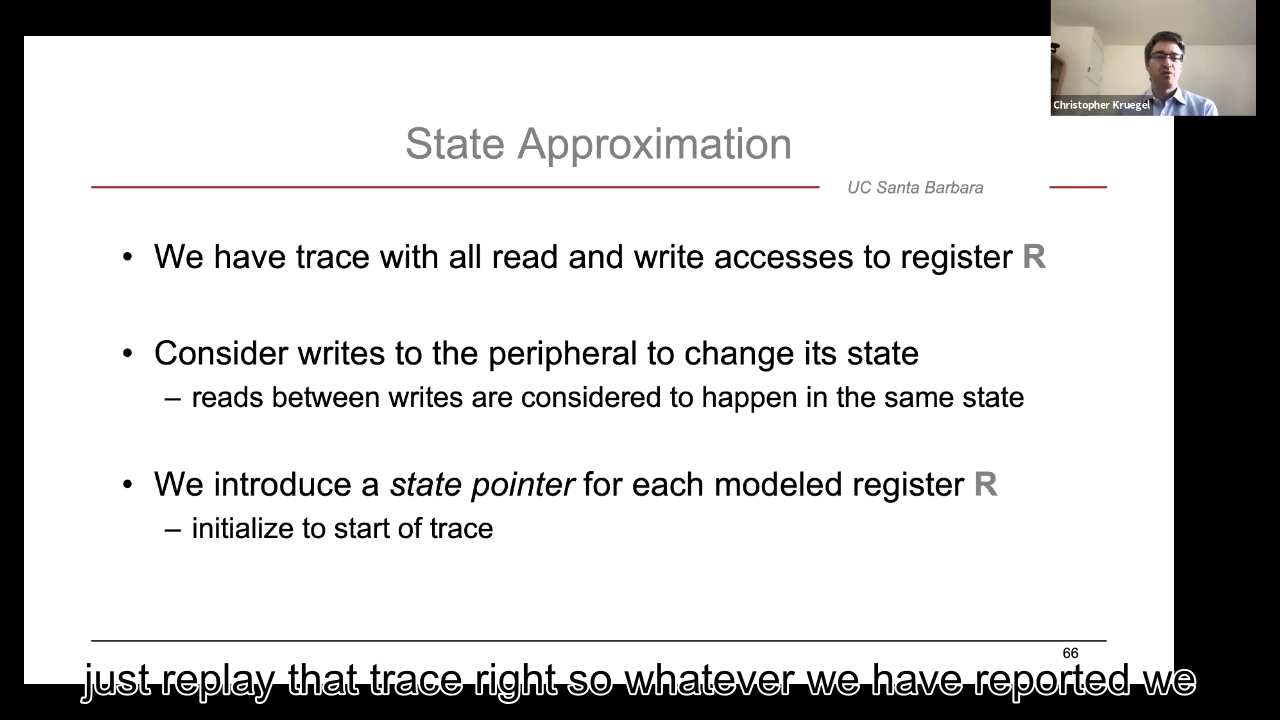 Christopher Kruegel
State Approximation
UC Santa Barbara
• We have trace with all read and write accesses to register R
• Consider writes to the peripheral to change its state
– reads between writes are considered to happen in the same state
• We introduce a state pointer for each modeled register R
– initialize to start of trace
66
just replay that trace right so whatever we have reported we